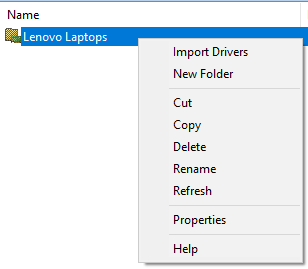 Name
Lenovo Laptops
Import Drivers
New Folder
Cut
Copy
Delete
Rename
Refresh
Properties
Help